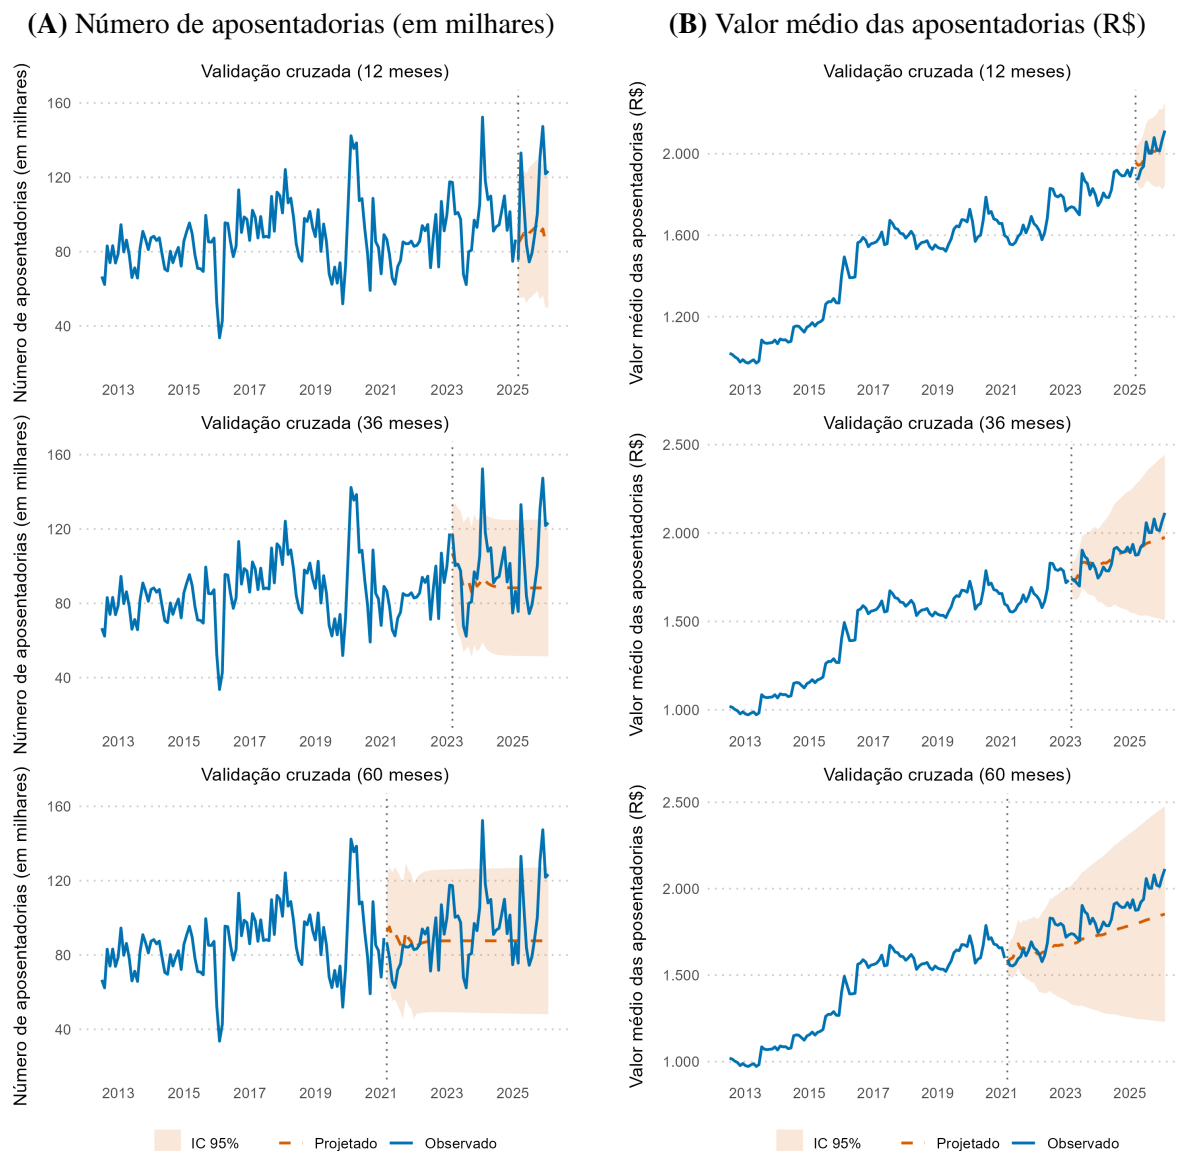 (A) Número de aposentadorias (em milhares)
Validação cruzada (12 meses)
Número de aposentadorias (em milhares)
160
120
80
40
2013 2015 2017 2019 2021 2023 2025
Validação cruzada (36 meses)
Número de aposentadorias (em milhares)
160
120
80
40
2013 2015 2017 2019 2021 2023 2025
Validação cruzada (60 meses)
Número de aposentadorias (em milhares)
160
120
80
40
2013 2015 2017 2019 2021 2023 2025
IC 95% Projetado Observado
(B) Valor médio das aposentadorias (R$)
Validação cruzada (12 meses)
Valor médio das aposentadorias (R$)
2.000
1.600
1.200
2013 2015 2017 2019 2021 2023 2025
Validação cruzada (36 meses)
Valor médio das aposentadorias (R$)
2.500
2.000
1.500
1.000
2013 2015 2017 2019 2021 2023 2025
Validação cruzada (60 meses)
Valor médio das aposentadorias (R$)
2.500
2.000
1.500
1.000
2013 2015 2017 2019 2021 2023 2025
IC 95% Projetado Observado